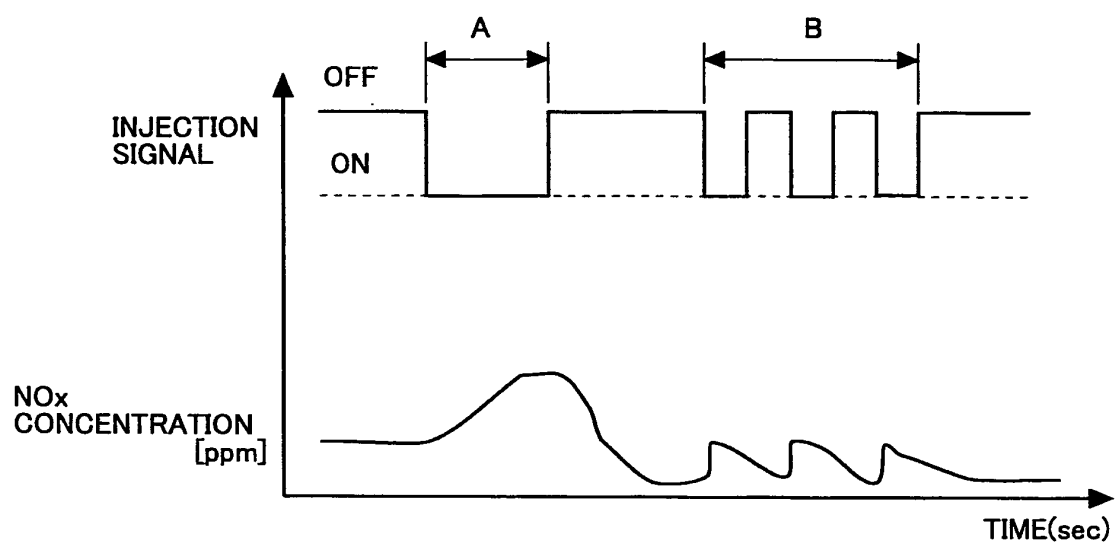 A
B
OFF
INJECTION
SIGNAL
ON
NOx
CONCENTRATION
[ppm]
TIME(sec)